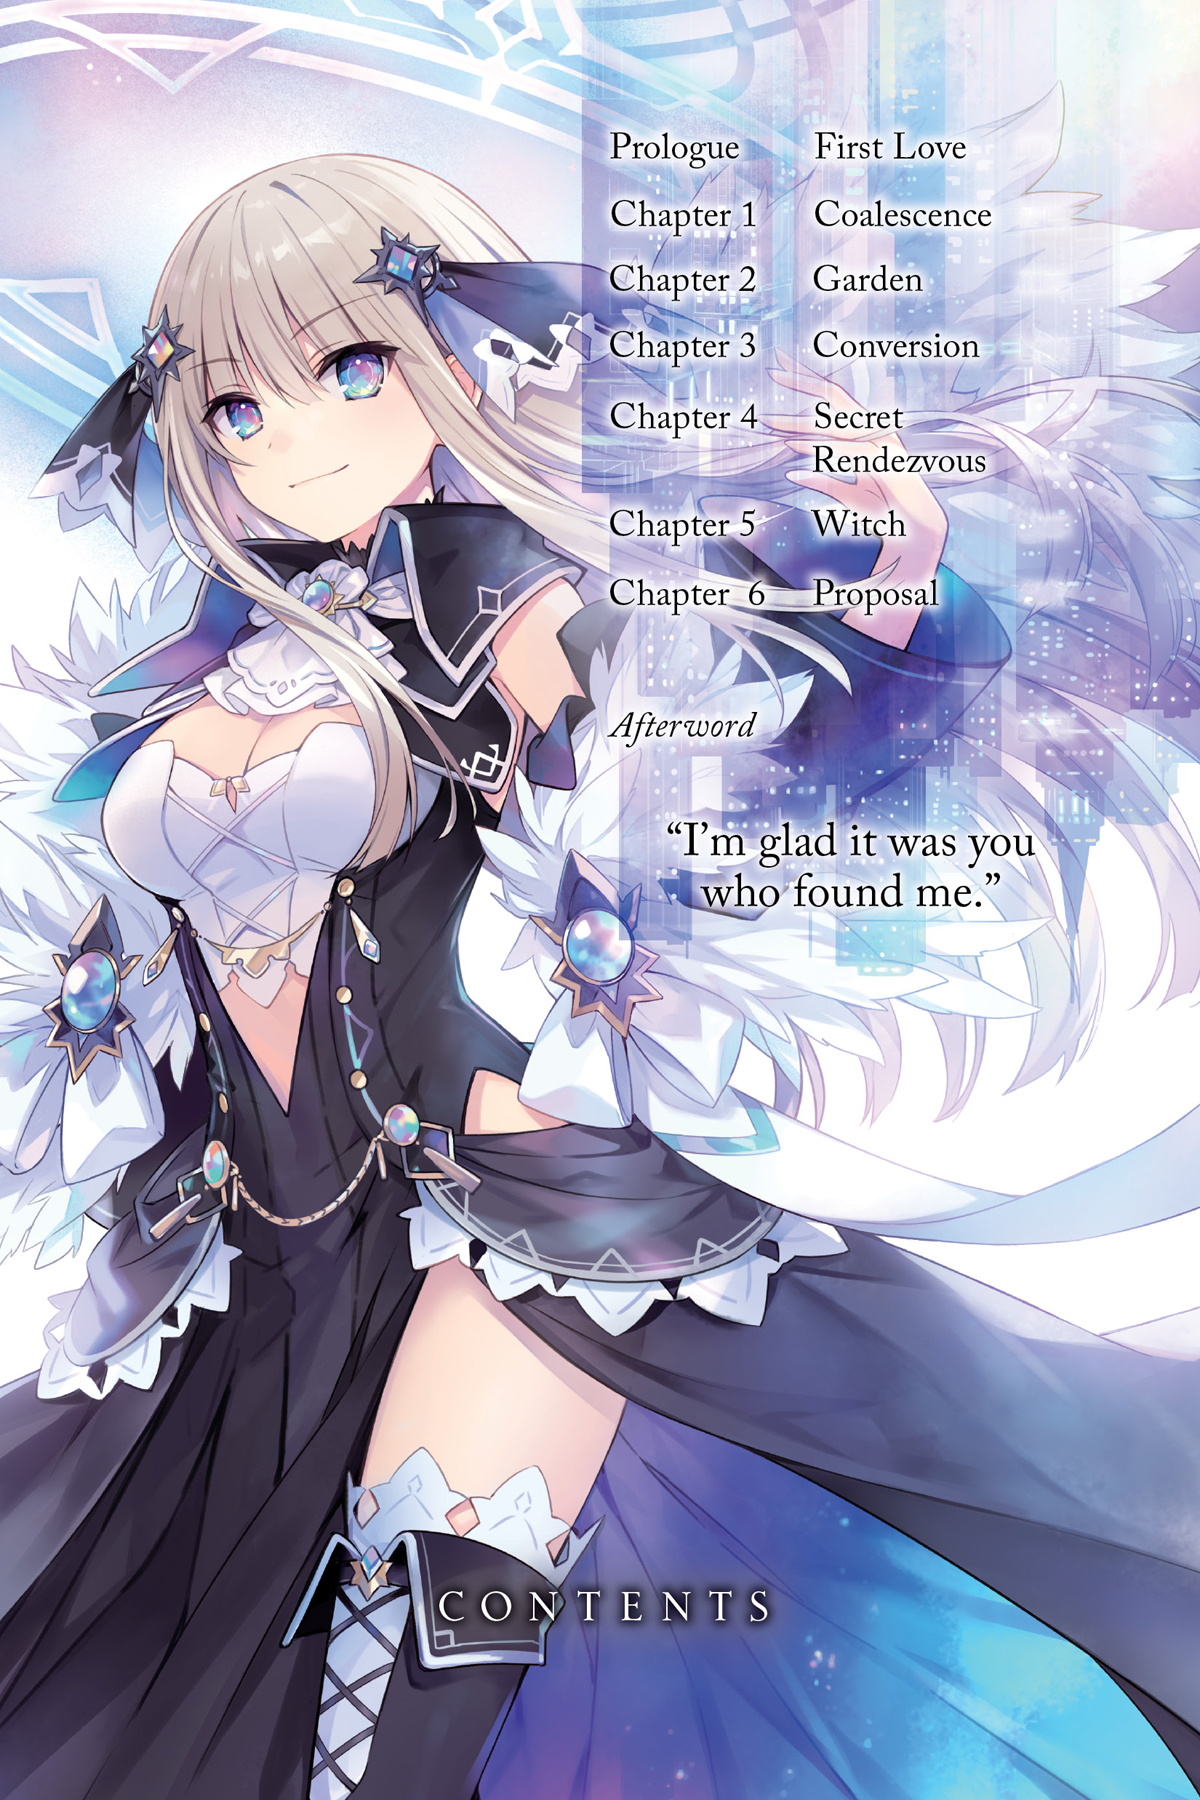 Prologue First Love
Chapter 1 Coalescence
Chapter 2 Garden
Chapter 3 Conversion
Chapter 4 Secret
Rendezvous
Chapter 5 Witch
Chapter 6 Proposal
Afterword
“I’m glad it was you
who found me.”
CONTENTS